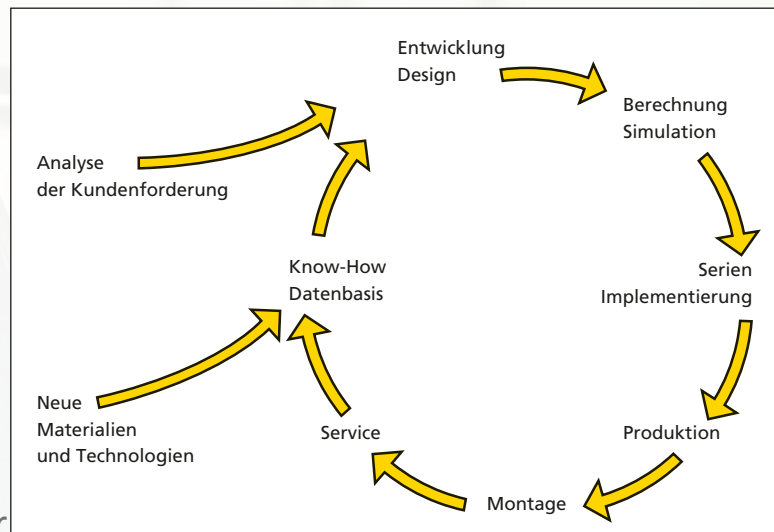 Entwicklung
Design
Berechnung
Simulation
Analyse
der Kundenforderung
Know-How
Datenbasis
Serien
Implementierung
Neue
Materialien
und Technologien
Service
Produktion
Montage